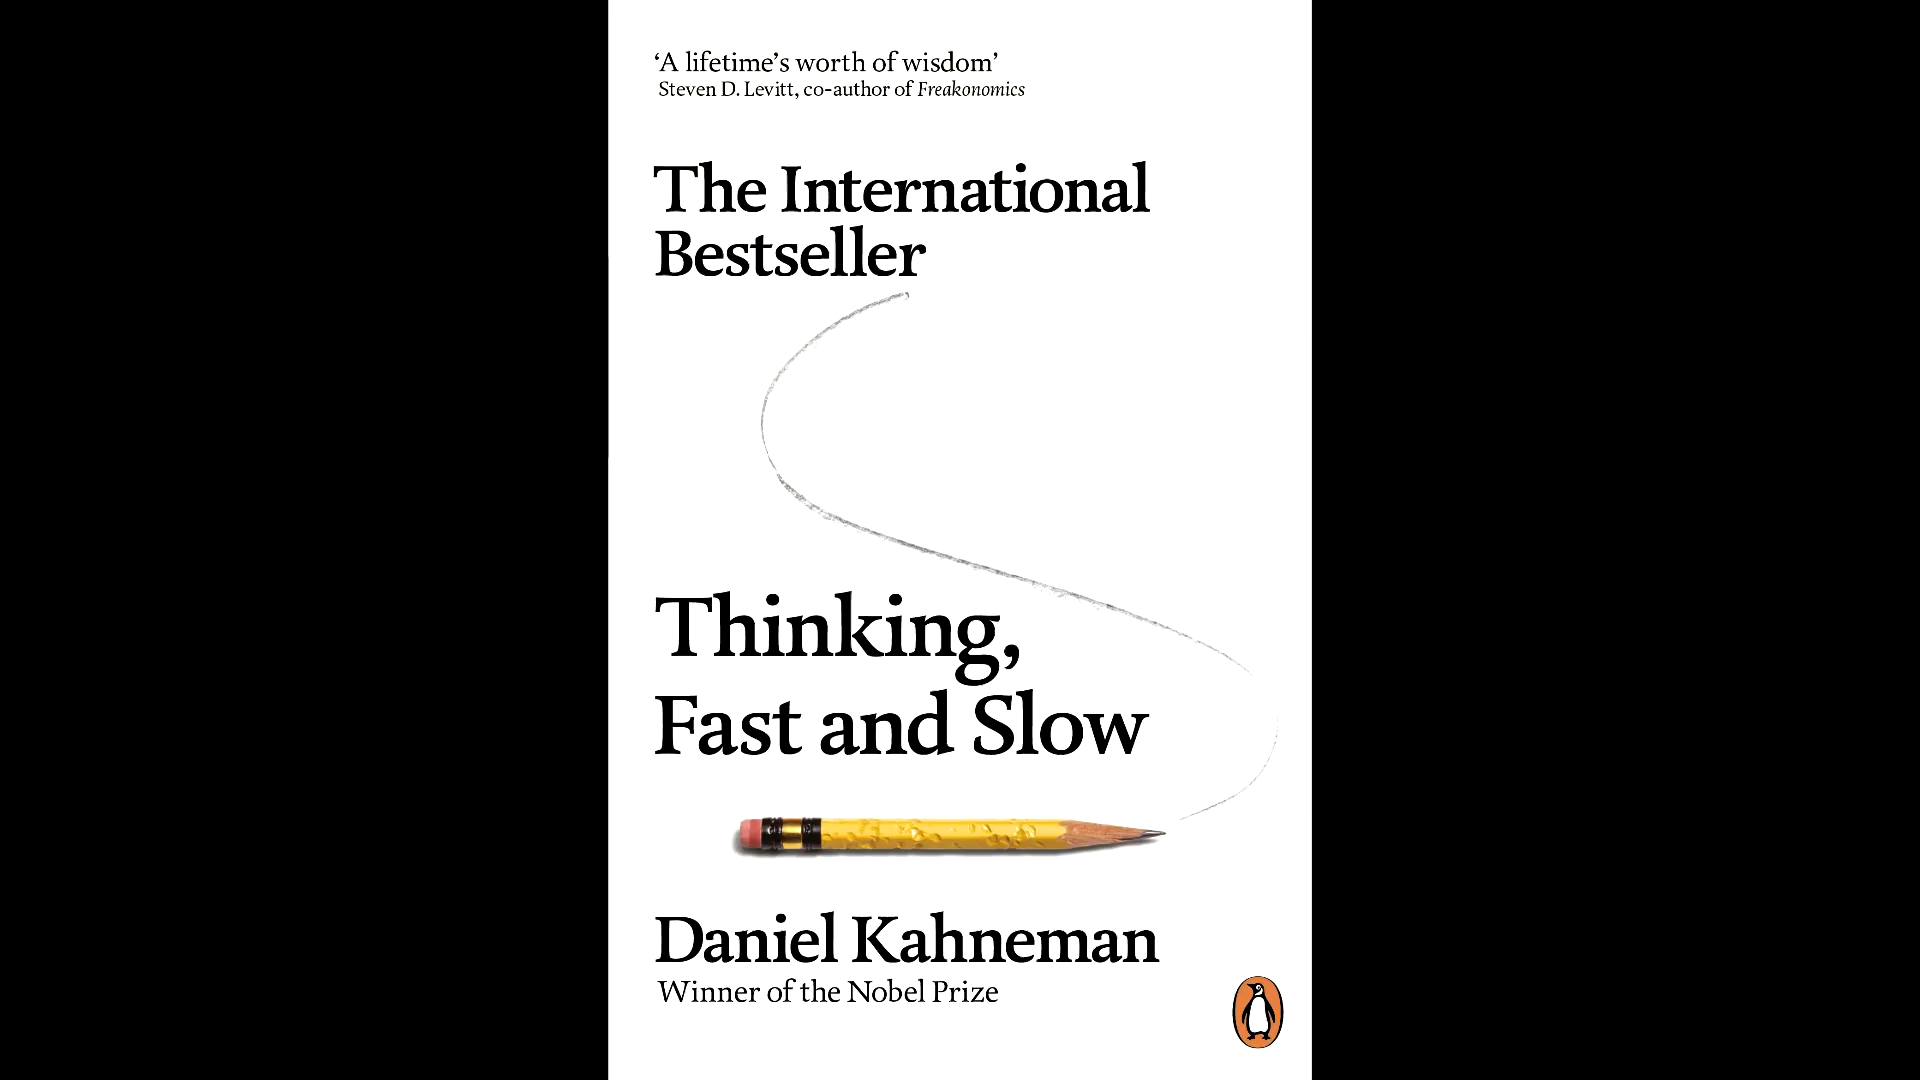 ‘A lifetime’s worth of wisdom’
Steven D. Levitt, co-author of Freakonomics
The International
Bestseller
Thinking,
Fast and Slow
Daniel Kahneman
Winner of the Nobel Prize